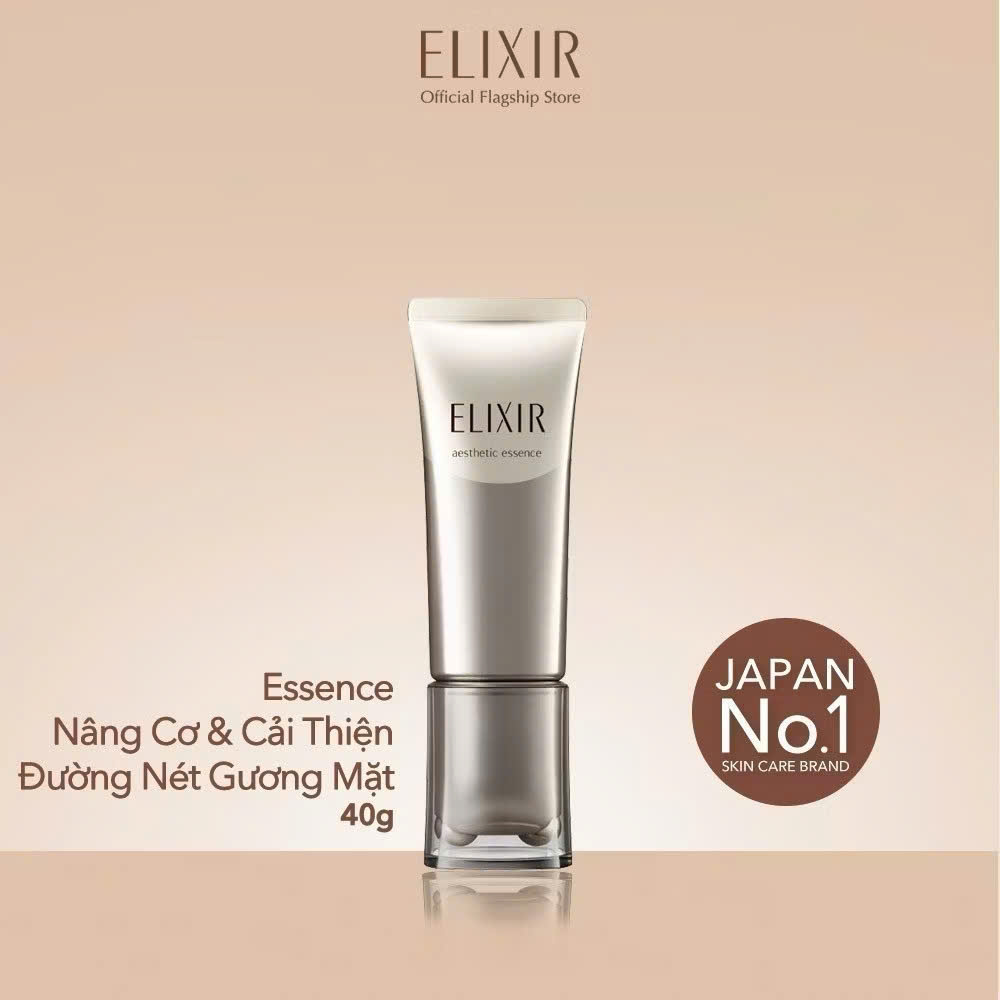 ELIXIR
Official Flagship Store
ELIXIR
aesthetic essence
Essence
Nâng Cơ & Cải Thiện
Đường Nét Gương Mặt
40g
JAPAN
No.1
SKIN CARE BRAND